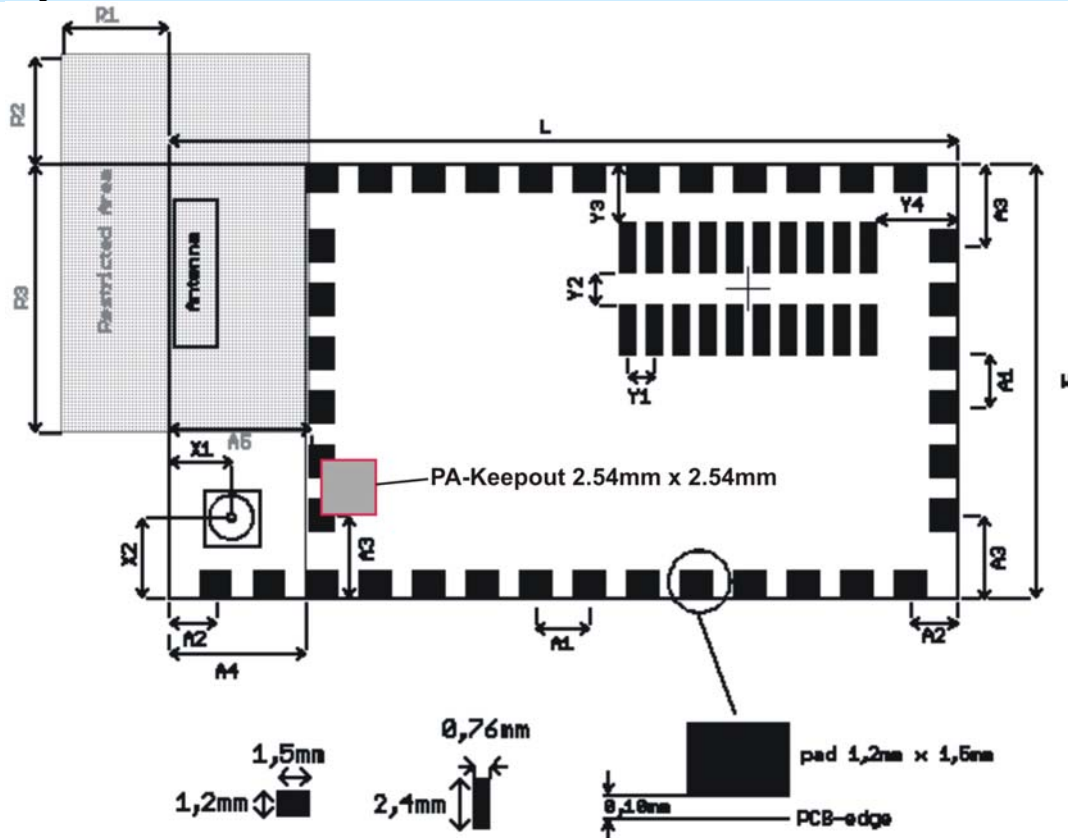 R1
R2
L
Restricted Area
Antenna
R3
Y3
Y4
A3
Y2
Y1
A1
A5
X1
PA-Keepout 2.54mm x 2.54mm
X2
A3
A3
A2
A1
A2
A4
0,76mm
1,5mm
1,2mm
2,4mm
pad 1,2mm x 1,5mm
0,10mm
PCB-edge